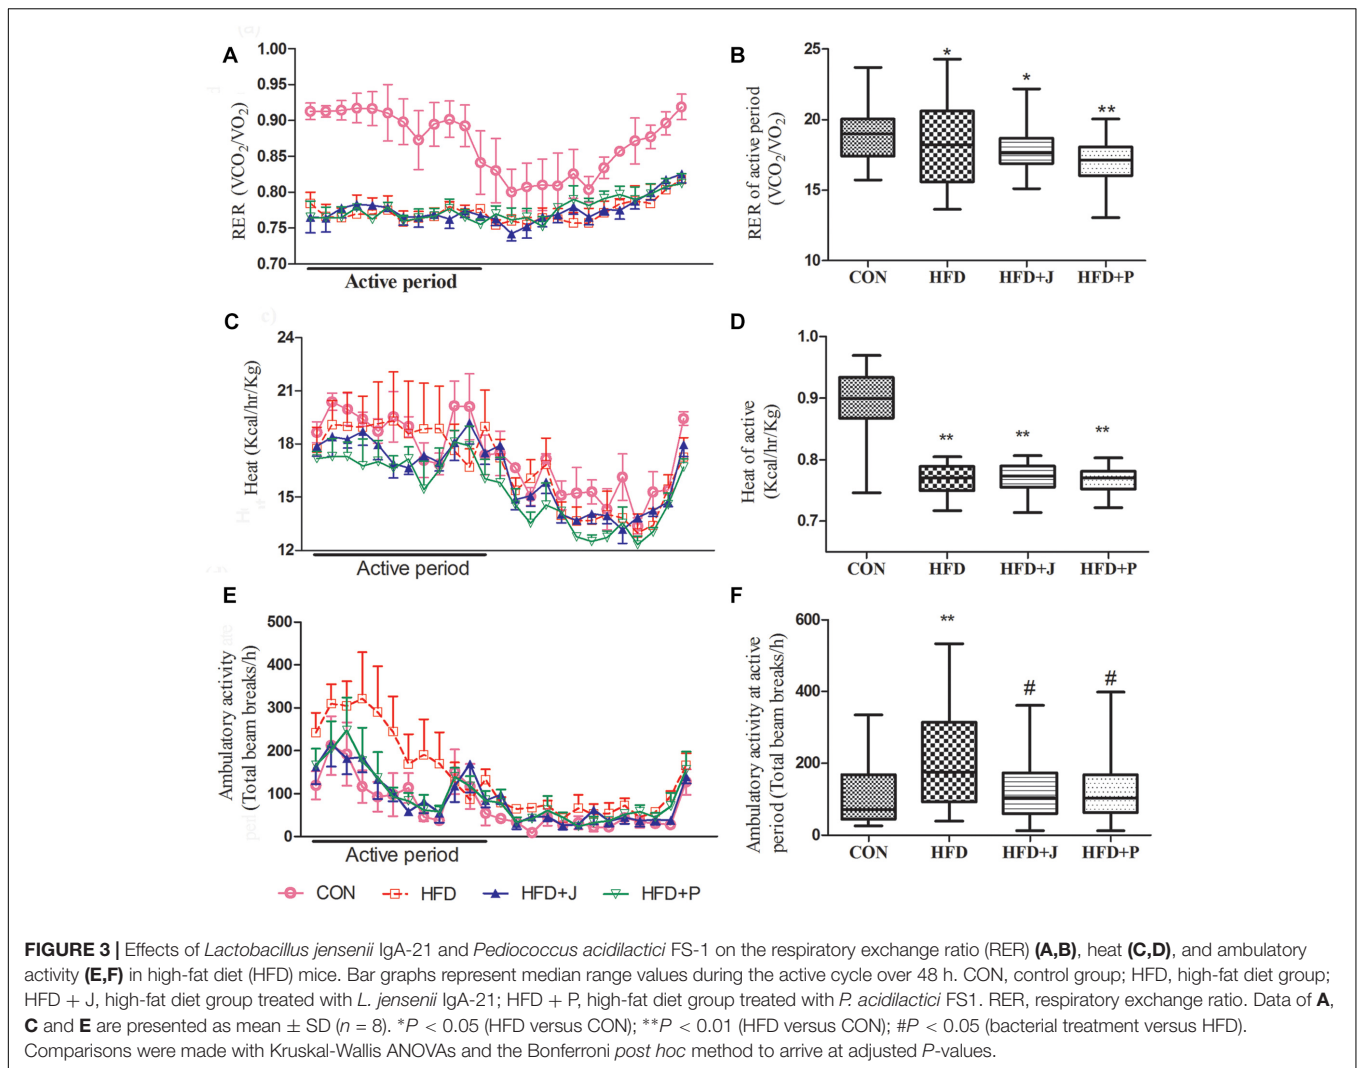 A
RER (VCO2/VO2)
1.00
0.95
0.90
0.85
0.80
0.75
0.70
Active period
B
RER of active period
(VCO2/VO2)
25
20
15
10
*
*
**
CON
HFD
HFD+J
HFD+P
C
Heat (Kcal/hr/Kg)
24
21
18
15
12
Active period
D
Heat of active
(Kcal/hr/Kg)
1.0
0.9
0.8
0.7
**
**
**
CON
HFD
HFD+J
HFD+P
E
Ambulatory activity
(Total beam breaks/h)
500
400
300
200
100
0
Active period
F
Ambulatory activity at active
period (Total beam breaks/h)
600
400
200
0
**
#
#
CON
HFD
HFD+J
HFD+P
CON HFD HFD+J HFD+P
FIGURE 3 | Effects of Lactobacillus jensenii IgA-21 and Pediococcus acidilactici FS-1 on the respiratory exchange ratio (RER) (A,B), heat (C,D), and ambulatory
activity (E,F) in high-fat diet (HFD) mice. Bar graphs represent median range values during the active cycle over 48 h. CON, control group; HFD, high-fat diet group;
HFD + J, high-fat diet group treated with L. jensenii IgA-21; HFD + P, high-fat diet group treated with P. acidilactici FS1. RER, respiratory exchange ratio. Data of A,
C and E are presented as mean ± SD (n = 8). *P < 0.05 (HFD versus CON); **P < 0.01 (HFD versus CON); #P < 0.05 (bacterial treatment versus HFD).
Comparisons were made with Kruskal-Wallis ANOVAs and the Bonferroni post hoc method to arrive at adjusted P-values.